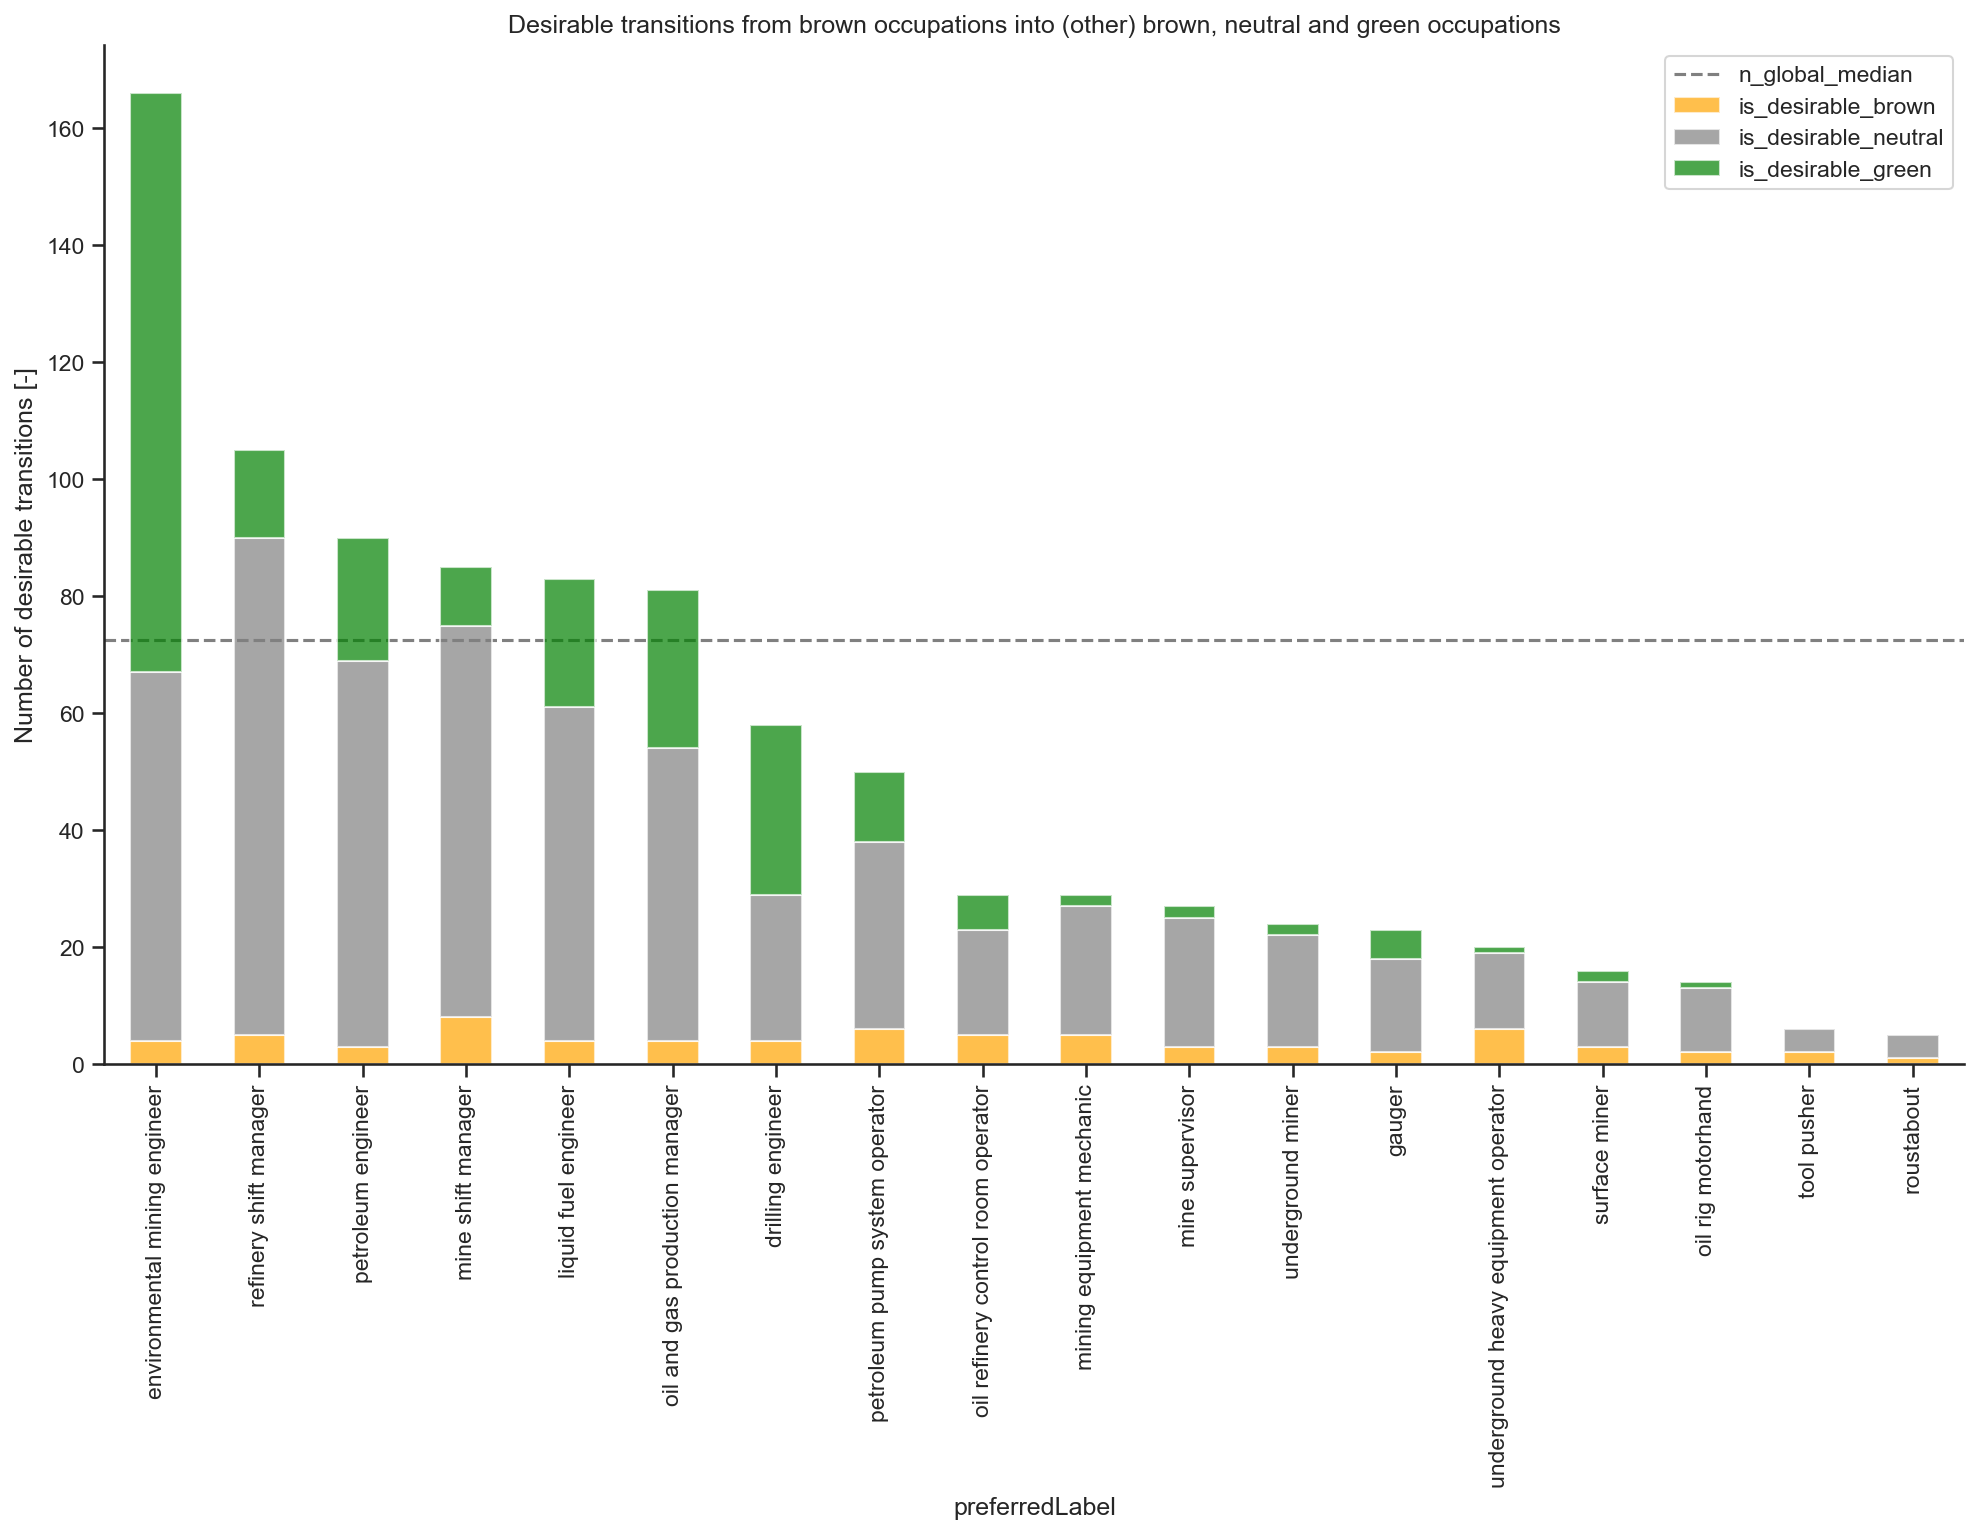 Desirable transitions from brown occupations into (other) brown, neutral and green occupations
n_global_median
is_desirable_brown
is_desirable_neutral
is_desirable_green
Number of desirable transitions [-]
160
140
120
100
80
60
40
20
0
environmental mining engineer
refinery shift manager
petroleum engineer
mine shift manager
liquid fuel engineer
oil and gas production manager
drilling engineer
petroleum pump system operator
oil refinery control room operator
mining equipment mechanic
mine supervisor
underground miner
gauger
underground heavy equipment operator
surface miner
oil rig motorhand
tool pusher
roustabout
preferredLabel